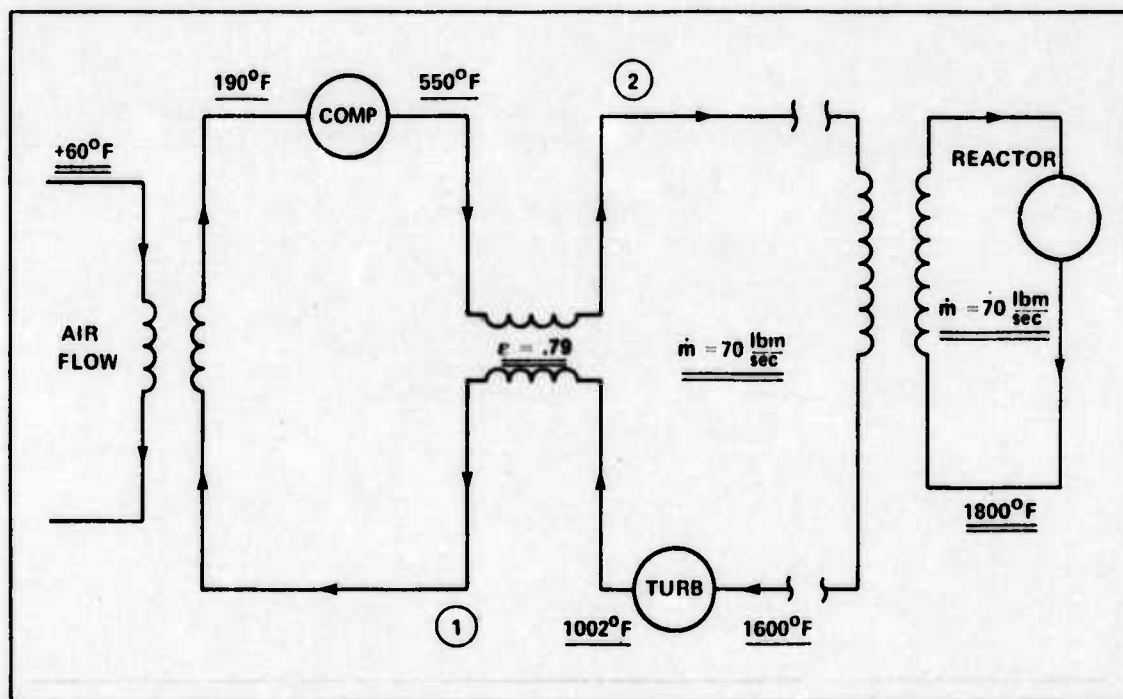 190°F
COMP
550°F
2
+60°F
REACTOR
AIR
FLOW
ε = .79
ṁ = 70 lbm/sec
ṁ = 70 lbm/sec
1800°F
1
1002°F
TURB
1600°F